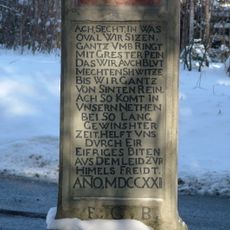 ACH SECHT, IN WAS
QVAL WIR SIZEN,
GANTZ VMB RINGT
MIT GRESTER PEIN,
DAS WIR AVCH BLVT
MECHTEN SHWITZE
BIS WIR GANTZ
VON SINTEN REIN.
ACH SO KOMT IN
VNSERN NETHEN
BEI SO LANG
GEWINSHTER
ZEIT, HELFT VNS
DVRCH EIR
EIFRIGES BITEN
AVS DEM LEID ZVR
HIMELS FREIDT.
ANO, MDCCXXII
F. G. B.